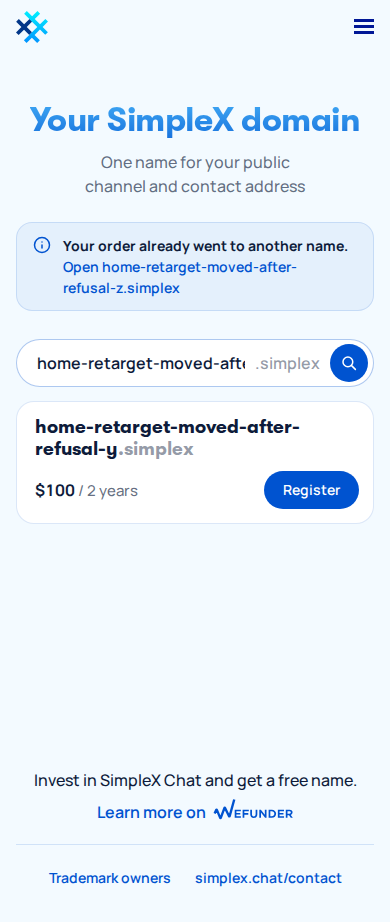 Your SimpleX domain
One name for your public
channel and contact address
Your order already went to another name.
Open home-retarget-moved-after-
refusal-z.simplex
home-retarget-moved-afte .simplex
home-retarget-moved-after-
refusal-y.simplex
$100 / 2 years
Register
Invest in SimpleX Chat and get a free name.
Learn more on WEFUNDER
Trademark owners simplex.chat/contact